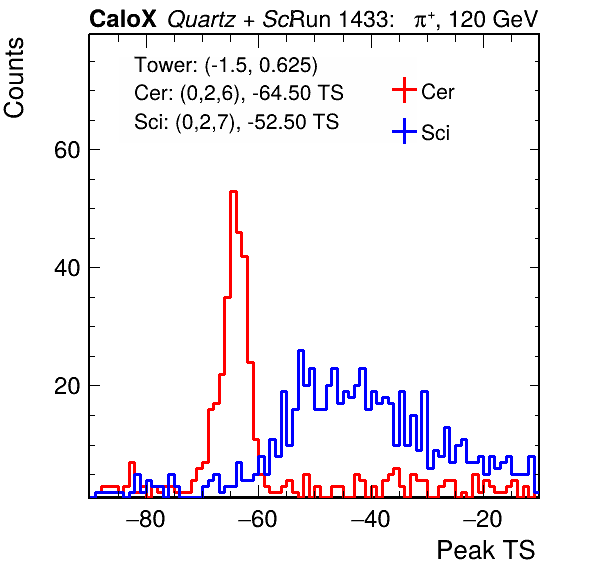 CaloX Quartz + ScRun 1433: π⁺, 120 GeV
Counts
Tower: (-1.5, 0.625)
Cer: (0,2,6), -64.50 TS
Sci: (0,2,7), -52.50 TS
Cer
Sci
60
40
20
−80 −60 −40 −20
Peak TS